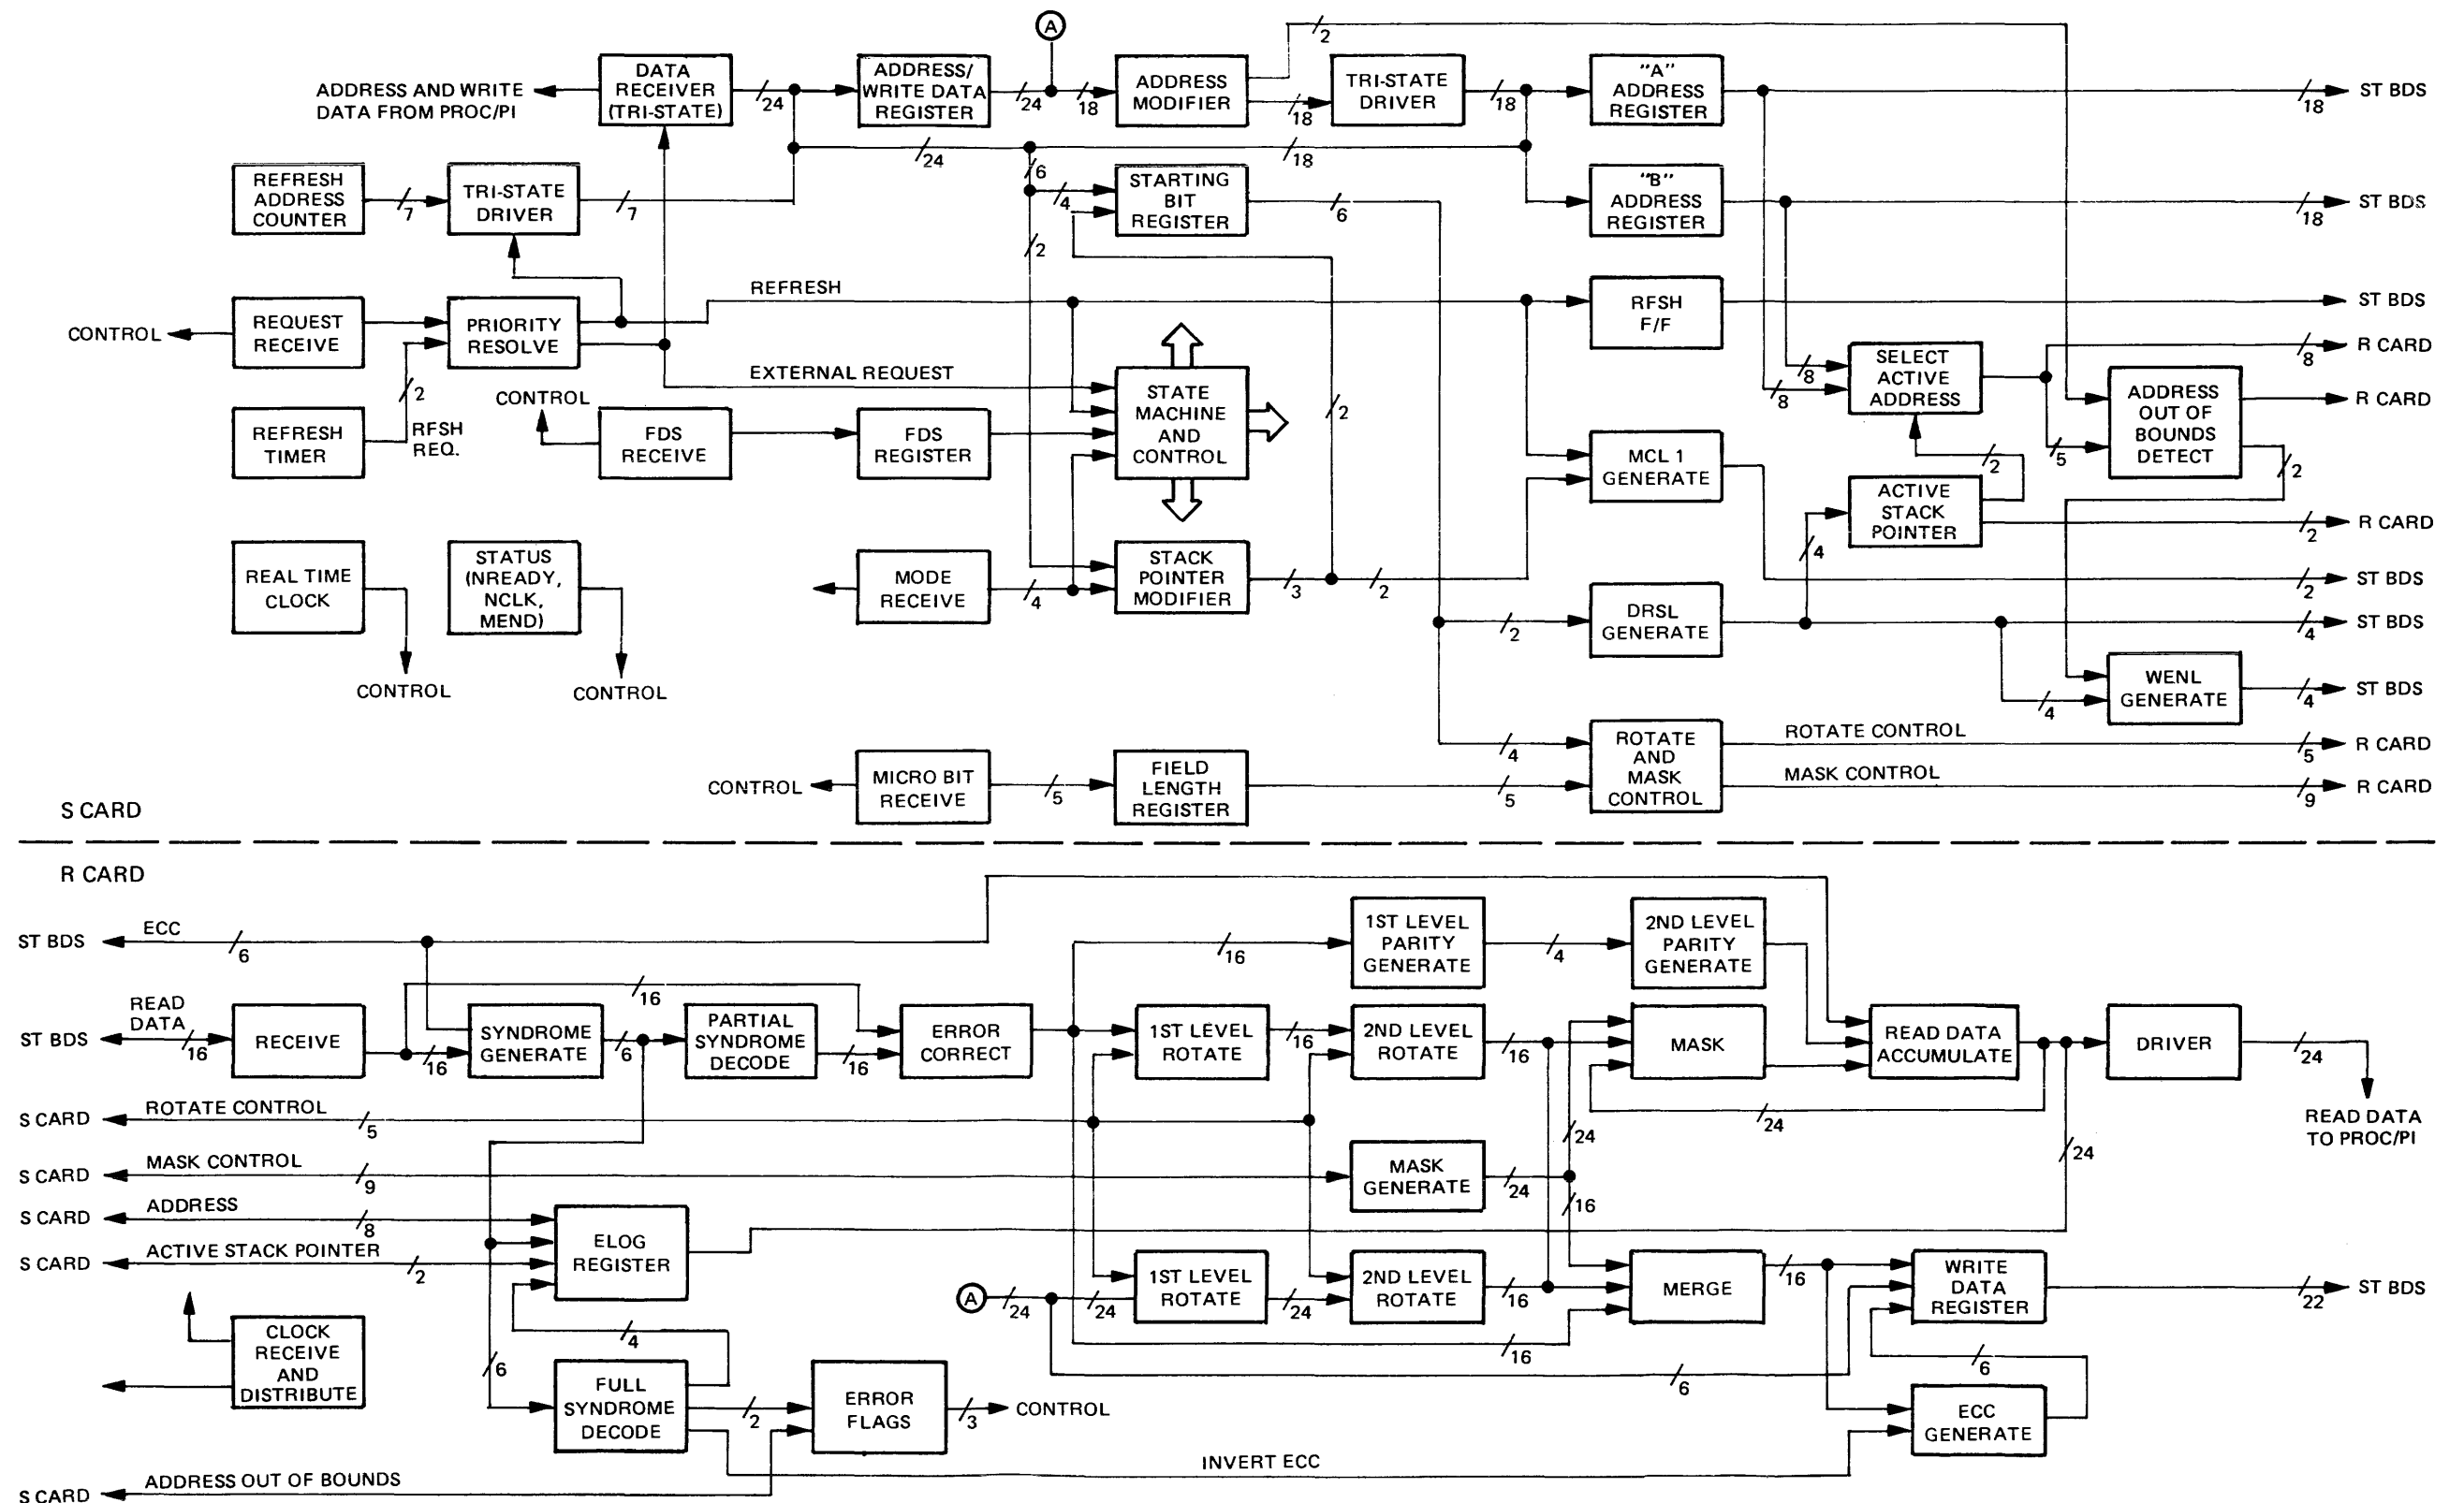 A
2
ADDRESS AND WRITE
DATA FROM PROC/PI
DATA
RECEIVER
(TRI-STATE)
24
ADDRESS/
WRITE DATA
REGISTER
24
18
ADDRESS
MODIFIER
18
TRI-STATE
DRIVER
18
"A"
ADDRESS
REGISTER
18
ST BDS
24
18
REFRESH
ADDRESS
COUNTER
7
TRI-STATE
DRIVER
7
6
4
2
STARTING
BIT
REGISTER
6
"B"
ADDRESS
REGISTER
18
ST BDS
CONTROL
REQUEST
RECEIVE
PRIORITY
RESOLVE
REFRESH
RFSH
F/F
ST BDS
2
EXTERNAL REQUEST
8
8
SELECT
ACTIVE
ADDRESS
8
R CARD
REFRESH
TIMER
RFSH
REQ.
CONTROL
FDS
RECEIVE
FDS
REGISTER
STATE
MACHINE
AND
CONTROL
2
MCL 1
GENERATE
2
5
ADDRESS
OUT OF
BOUNDS
DETECT
R CARD
2
ACTIVE
STACK
POINTER
2
R CARD
4
REAL TIME
CLOCK
CONTROL
STATUS
(NREADY,
NCLK,
MEND)
CONTROL
MODE
RECEIVE
4
STACK
POINTER
MODIFIER
3
2
2
ST BDS
2
DRSL
GENERATE
4
ST BDS
4
WENL
GENERATE
4
ST BDS
CONTROL
MICRO BIT
RECEIVE
5
FIELD
LENGTH
REGISTER
4
5
ROTATE
AND
MASK
CONTROL
ROTATE CONTROL
5
R CARD
MASK CONTROL
9
R CARD
S CARD
R CARD
ST BDS
ECC
6
16
1ST LEVEL
PARITY
GENERATE
4
2ND LEVEL
PARITY
GENERATE
16
ST BDS
READ
DATA
16
RECEIVE
16
SYNDROME
GENERATE
6
PARTIAL
SYNDROME
DECODE
16
ERROR
CORRECT
1ST LEVEL
ROTATE
16
2ND LEVEL
ROTATE
16
MASK
READ DATA
ACCUMULATE
DRIVER
24
READ DATA
TO PROC/PI
24
24
S CARD
ROTATE CONTROL
5
24
S CARD
MASK CONTROL
9
MASK
GENERATE
24
16
S CARD
ADDRESS
8
ELOG
REGISTER
S CARD
ACTIVE STACK POINTER
2
A
24
24
1ST LEVEL
ROTATE
24
2ND LEVEL
ROTATE
16
MERGE
16
WRITE
DATA
REGISTER
22
ST BDS
CLOCK
RECEIVE
AND
DISTRIBUTE
4
16
6
6
6
FULL
SYNDROME
DECODE
2
ERROR
FLAGS
3
CONTROL
ECC
GENERATE
INVERT ECC
S CARD
ADDRESS OUT OF BOUNDS